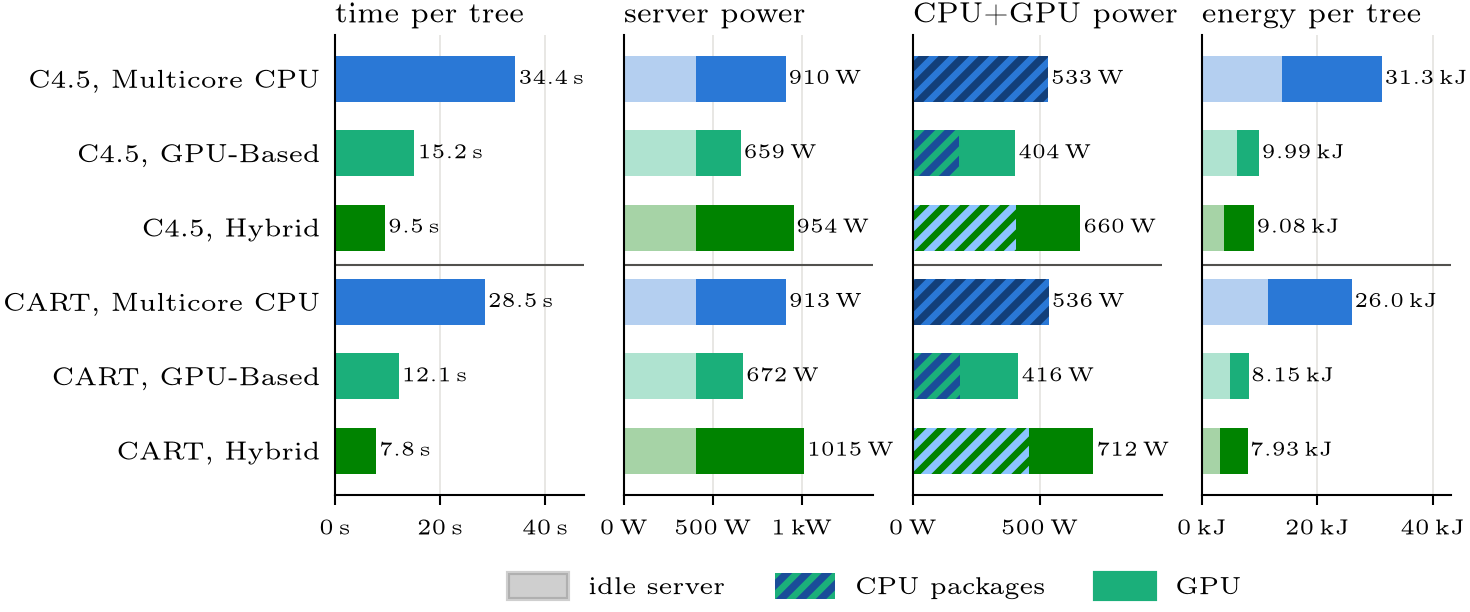 time per tree server power CPU+GPU power energy per tree
C4.5, Multicore CPU 34.4 s 910 W 533 W 31.3 kJ
C4.5, GPU-Based 15.2 s 659 W 404 W 9.99 kJ
C4.5, Hybrid 9.5 s 954 W 660 W 9.08 kJ
CART, Multicore CPU 28.5 s 913 W 536 W 26.0 kJ
CART, GPU-Based 12.1 s 672 W 416 W 8.15 kJ
CART, Hybrid 7.8 s 1015 W 712 W 7.93 kJ
0 s 20 s 40 s 0 W 500 W 1 kW 0 W 500 W 0 kJ 20 kJ 40 kJ
idle server CPU packages GPU